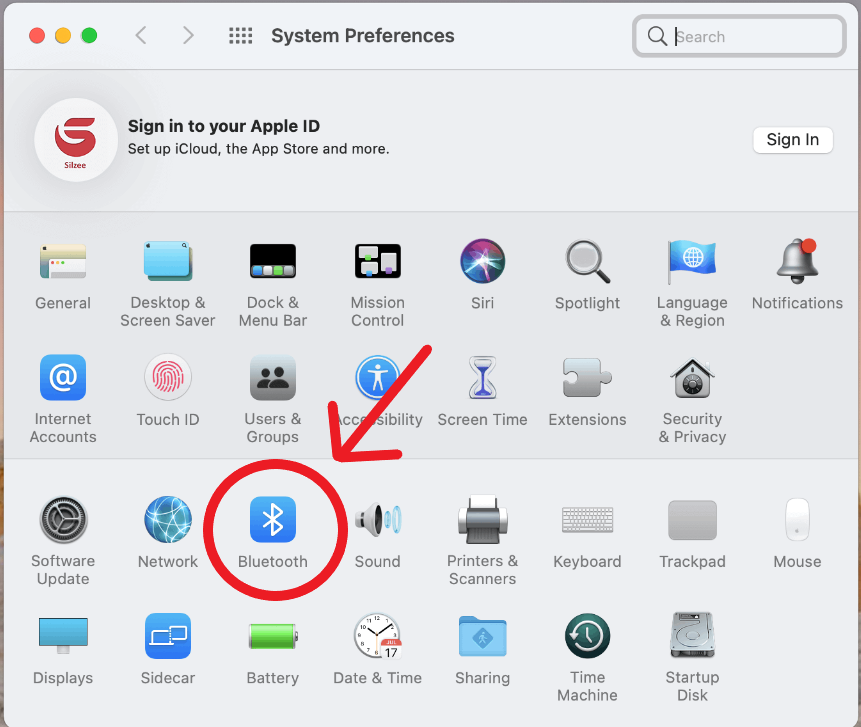 System Preferences
Search
Silzee
Sign in to your Apple ID
Set up iCloud, the App Store and more.
Sign In
General
Desktop &
Screen Saver
Dock &
Menu Bar
Mission
Control
Siri
Spotlight
Language
& Region
Notifications
@
Internet
Accounts
Touch ID
Users &
Groups
Accessibility
Screen Time
Extensions
Security
& Privacy
Software
Update
Network
Bluetooth
Sound
Printers &
Scanners
Keyboard
Trackpad
Mouse
Displays
Sidecar
Battery
JUL
17
Date & Time
Sharing
Time
Machine
Startup
Disk